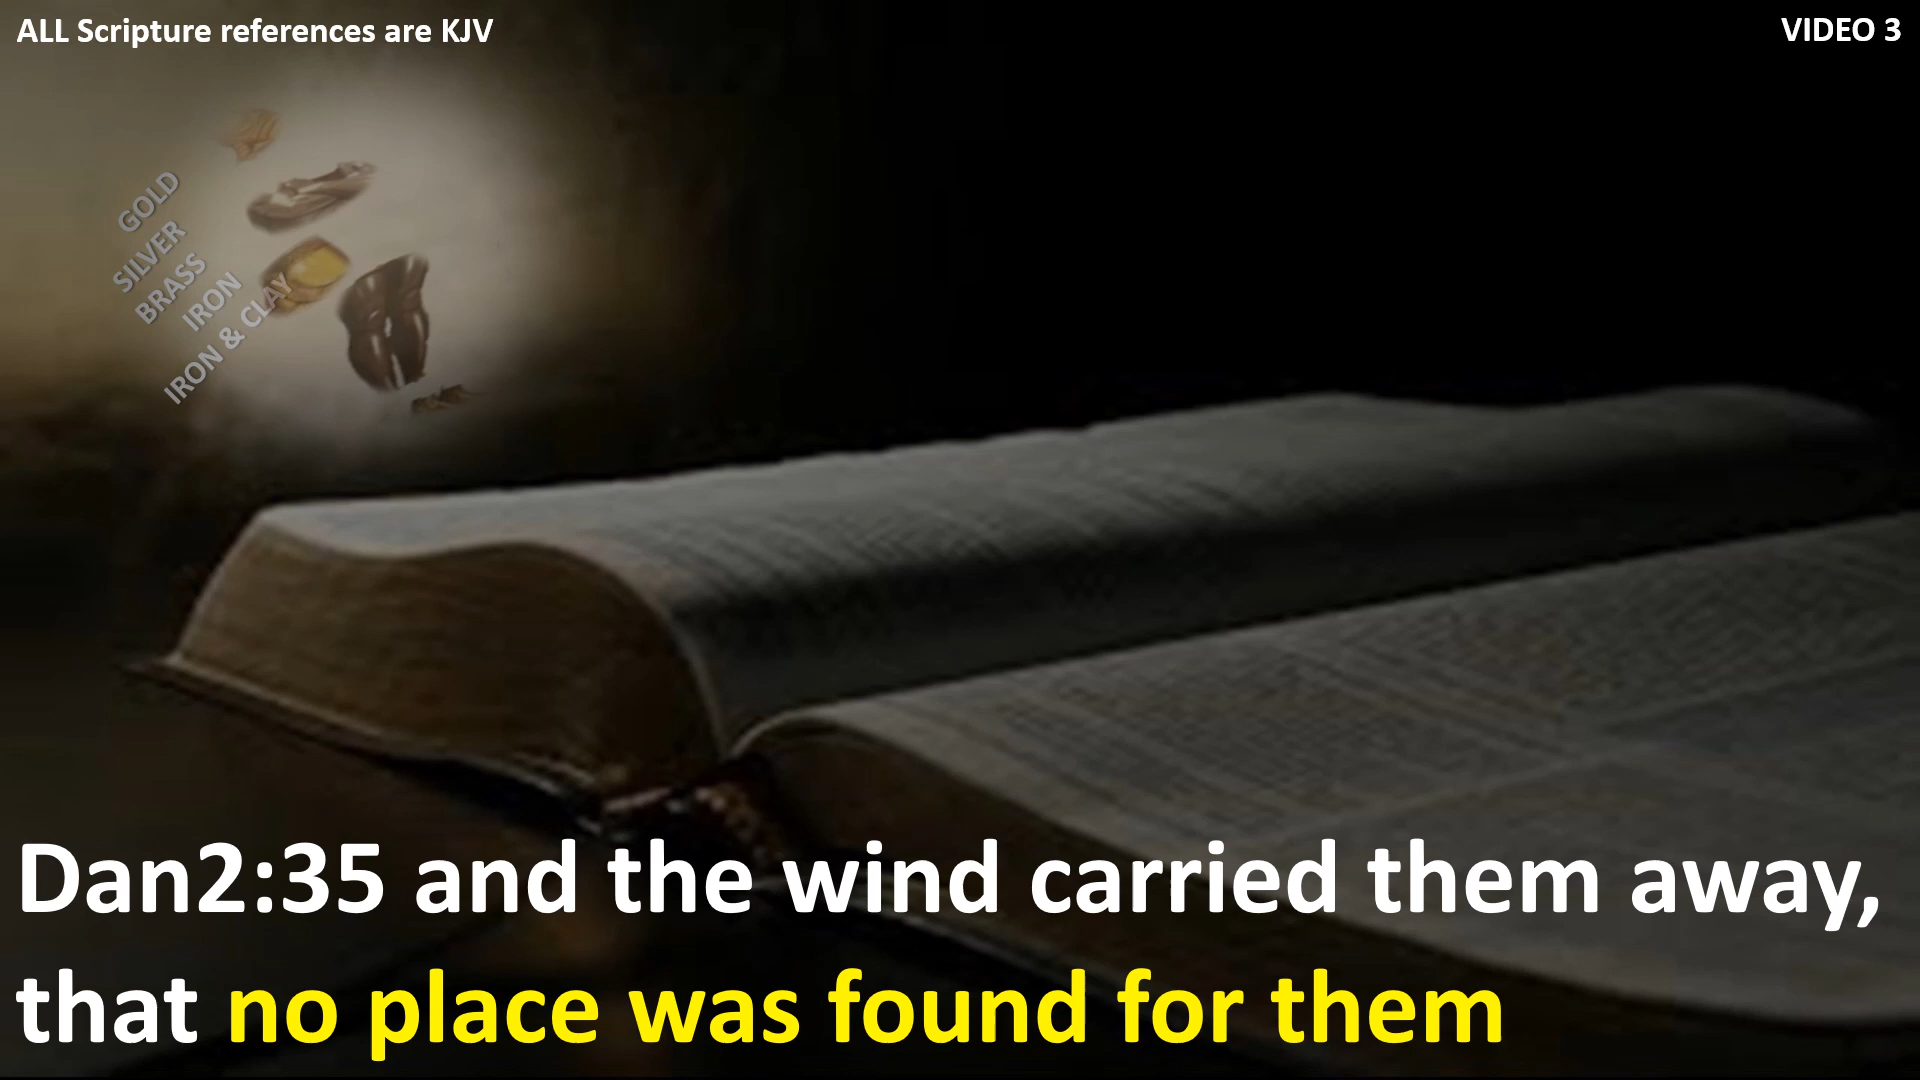 ALL Scripture references are KJV
VIDEO 3
GOLD
SILVER
BRASS
IRON
IRON & CLAY
Dan2:35 and the wind carried them away,
that no place was found for them